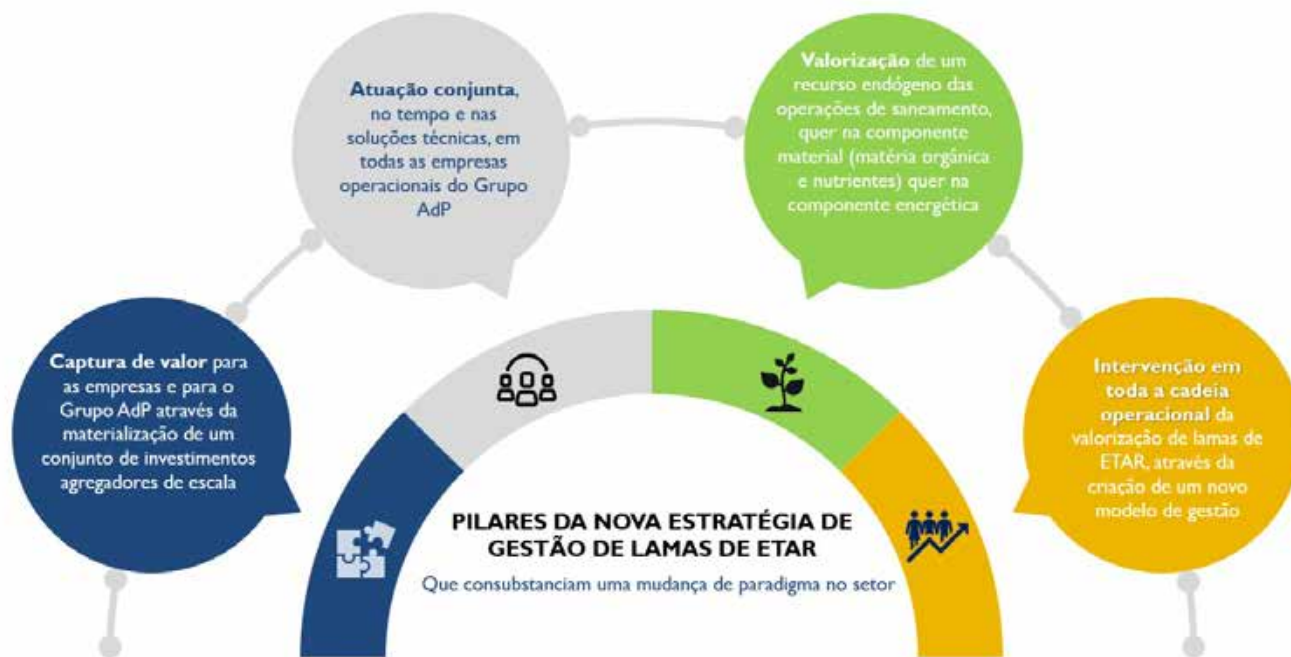 Captura de valor para
as empresas e para o
Grupo AdP através da
materialização de um
conjunto de investimentos
agregadores de escala
Atuação conjunta,
no tempo e nas
soluções técnicas, em
todas as empresas
operacionais do Grupo
AdP
Valorização de um
recurso endógeno das
operações de saneamento,
quer na componente
material (matéria orgânica
e nutrientes) quer na
componente energética
Intervenção em
toda a cadeia
operacional da
valorização de lamas de
ETAR, através da
criação de um novo
modelo de gestão
PILARES DA NOVA ESTRATÉGIA DE
GESTÃO DE LAMAS DE ETAR
Que consubstanciam uma mudança de paradigma no setor